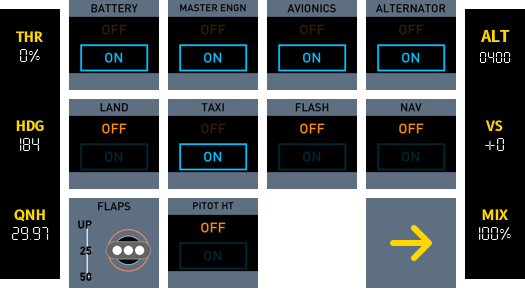 BATTERY
MASTER ENGN
AVIONICS
ALTERNATOR
THR
0%
OFF
ON
OFF
ON
OFF
ON
OFF
ON
ALT
0400
HDG
184
LAND
OFF
ON
TAXI
OFF
ON
FLASH
OFF
ON
NAV
OFF
ON
VS
+0
QNH
29.97
FLAPS
UP
25
50
PITOT HT
OFF
ON
MIX
100%